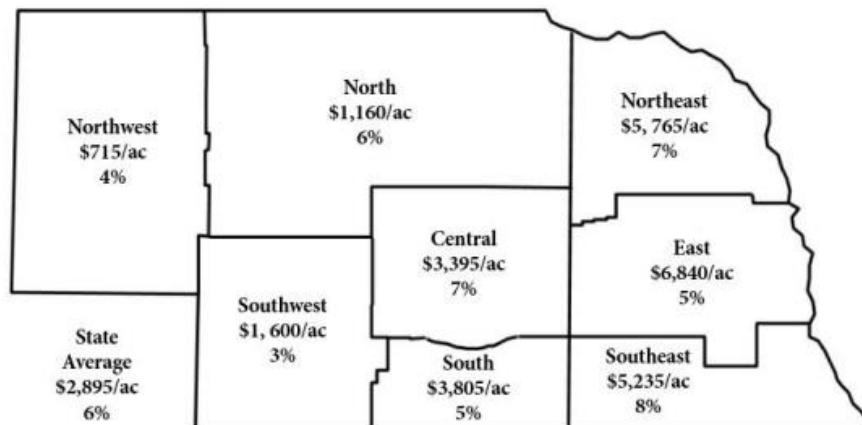 North
$1,160/ac
6%
Northwest
$715/ac
4%
Northeast
$5, 765/ac
7%
Central
$3,395/ac
7%
East
$6,840/ac
5%
Southwest
$1, 600/ac
3%
State
Average
$2,895/ac
6%
South
$3,805/ac
5%
Southeast
$5,235/ac
8%